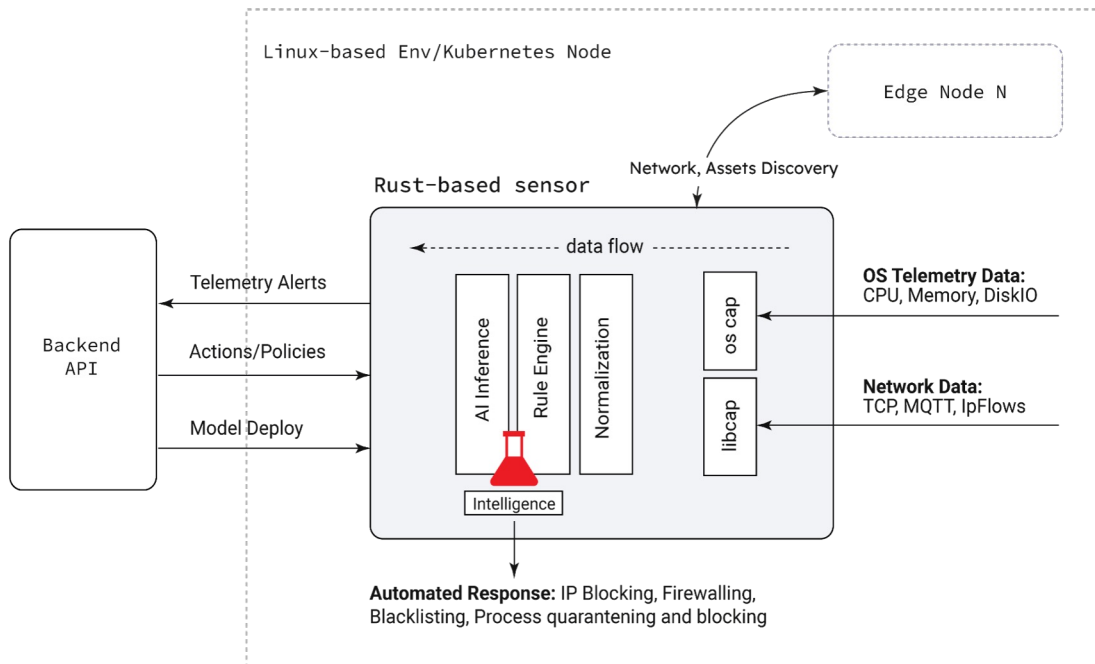 Linux-based Env/Kubernetes Node
Edge Node N
Network, Assets Discovery
Rust-based sensor
data flow
Backend
API
Telemetry Alerts
Actions/Policies
Model Deploy
AI Inference
Rule Engine
Normalization
os cap
libcap
OS Telemetry Data:
CPU, Memory, DiskIO
Network Data:
TCP, MQTT, IpFlows
Intelligence
Automated Response: IP Blocking, Firewalling,
Blacklisting, Process quarantening and blocking